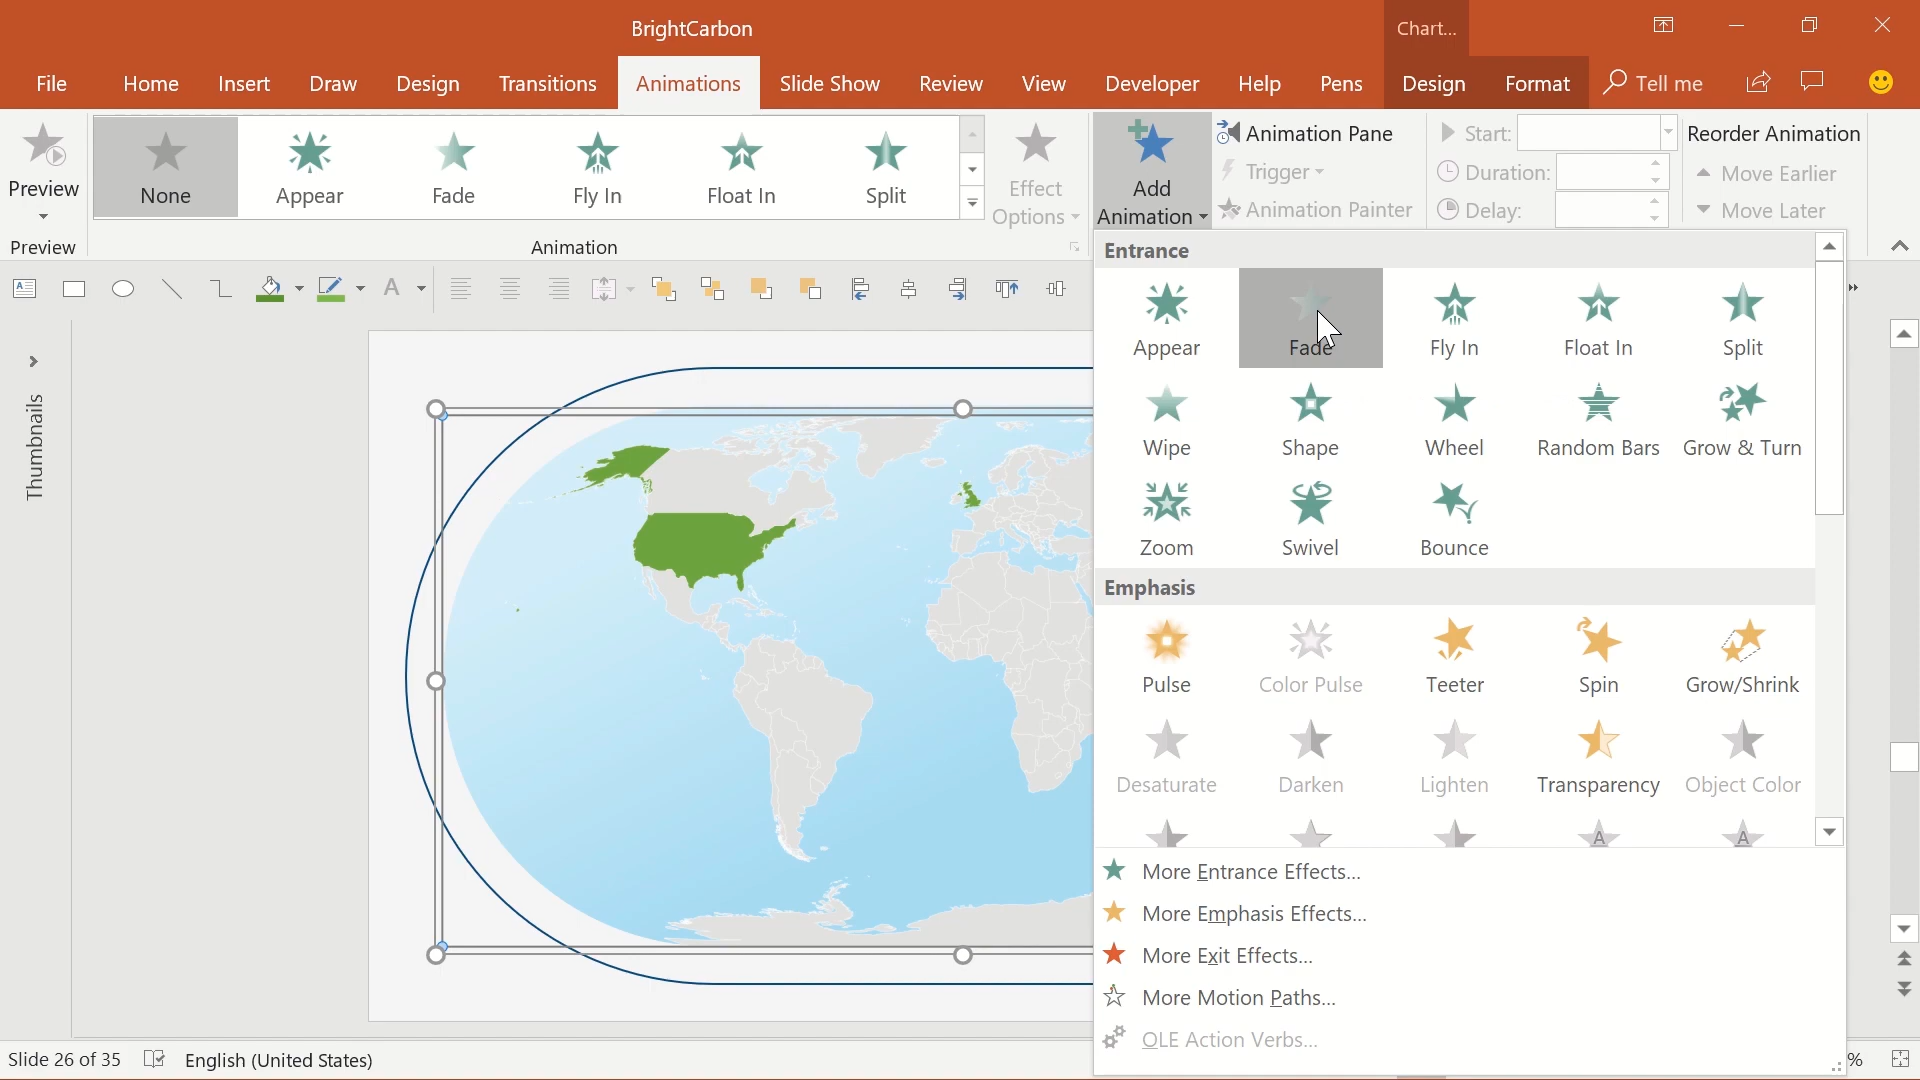 BrightCarbon
Chart...
File Home Insert Draw Design Transitions Animations Slide Show Review View Developer Help Pens Design Format Tell me
Preview
None Appear Fade Fly In Float In Split
Effect Options
Add Animation
Animation Pane
Trigger
Animation Painter
Start:
Duration:
Delay:
Reorder Animation
Move Earlier
Move Later
Preview
Animation
Thumbnails
Entrance
Appear Fade Fly In Float In Split
Wipe Shape Wheel Random Bars Grow & Turn
Zoom Swivel Bounce
Emphasis
Pulse Color Pulse Teeter Spin Grow/Shrink
Desaturate Darken Lighten Transparency Object Color
A A
More Entrance Effects...
More Emphasis Effects...
More Exit Effects...
More Motion Paths...
OLE Action Verbs...
Slide 26 of 35 English (United States) %